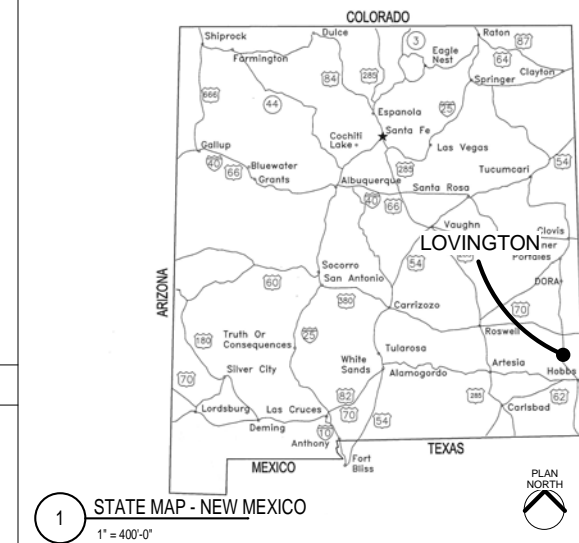 COLORADO
Shiprock
Dulce
3
Raton
87
Farmington
Eagle
Nest
64
Clayton
84
285
Springer
666
44
25
Espanola
Cochiti
Lake
Santa Fe
Las Vegas
Gallup
40
66
Bluewater
Grants
285
Tucumcari
54
Albuquerque
40
66
Santa Rosa
Vaughn
Clovis
LOVINGTON
ner
Portales
ARIZONA
Socorro
San Antonio
60
54
DORA
380
Carrizozo
70
Roswell
180
Truth Or
Consequences
25
White
Sands
Tularosa
Artesia
Hobbs
70
Silver City
Alamogordo
82
285
62
Lordsburg
Las Cruces
70
54
Carlsbad
Deming
10
Anthony
TEXAS
MEXICO
Fort
Bliss
PLAN
NORTH
1
STATE MAP - NEW MEXICO
1" = 400'-0"